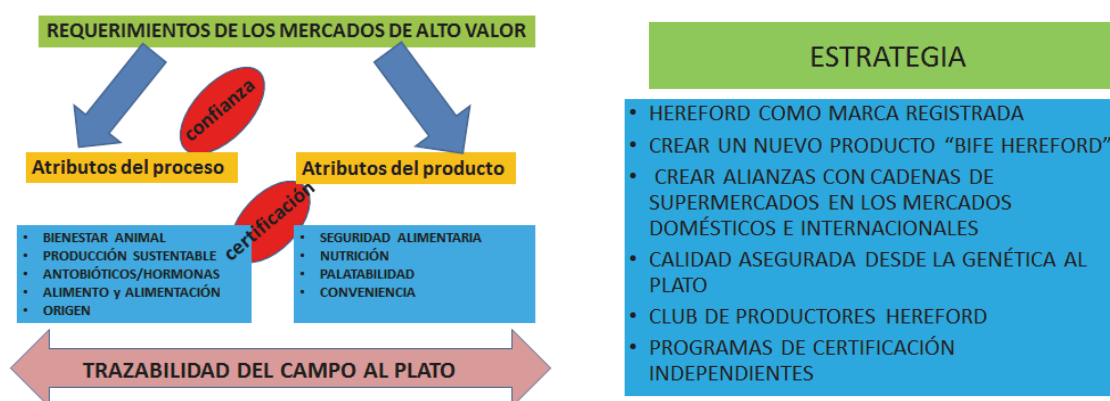 REQUERIMIENTOS DE LOS MERCADOS DE ALTO VALOR
confianza
Atributos del proceso
Atributos del producto
certificación
• BIENESTAR ANIMAL
• PRODUCCIÓN SUSTENTABLE
• ANTOBIÓTICOS/HORMONAS
• ALIMENTO y ALIMENTACIÓN
• ORIGEN
• SEGURIDAD ALIMENTARIA
• NUTRICIÓN
• PALATABILIDAD
• CONVENIENCIA
TRAZABILIDAD DEL CAMPO AL PLATO
ESTRATEGIA
• HEREFORD COMO MARCA REGISTRADA
• CREAR UN NUEVO PRODUCTO “BIFE HEREFORD”
• CREAR ALIANZAS CON CADENAS DE
SUPERMERCADOS EN LOS MERCADOS
DOMÉSTICOS E INTERNACIONALES
• CALIDAD ASEGURADA DESDE LA GENÉTICA AL
PLATO
• CLUB DE PRODUCTORES HEREFORD
• PROGRAMAS DE CERTIFICACIÓN
INDEPENDIENTES